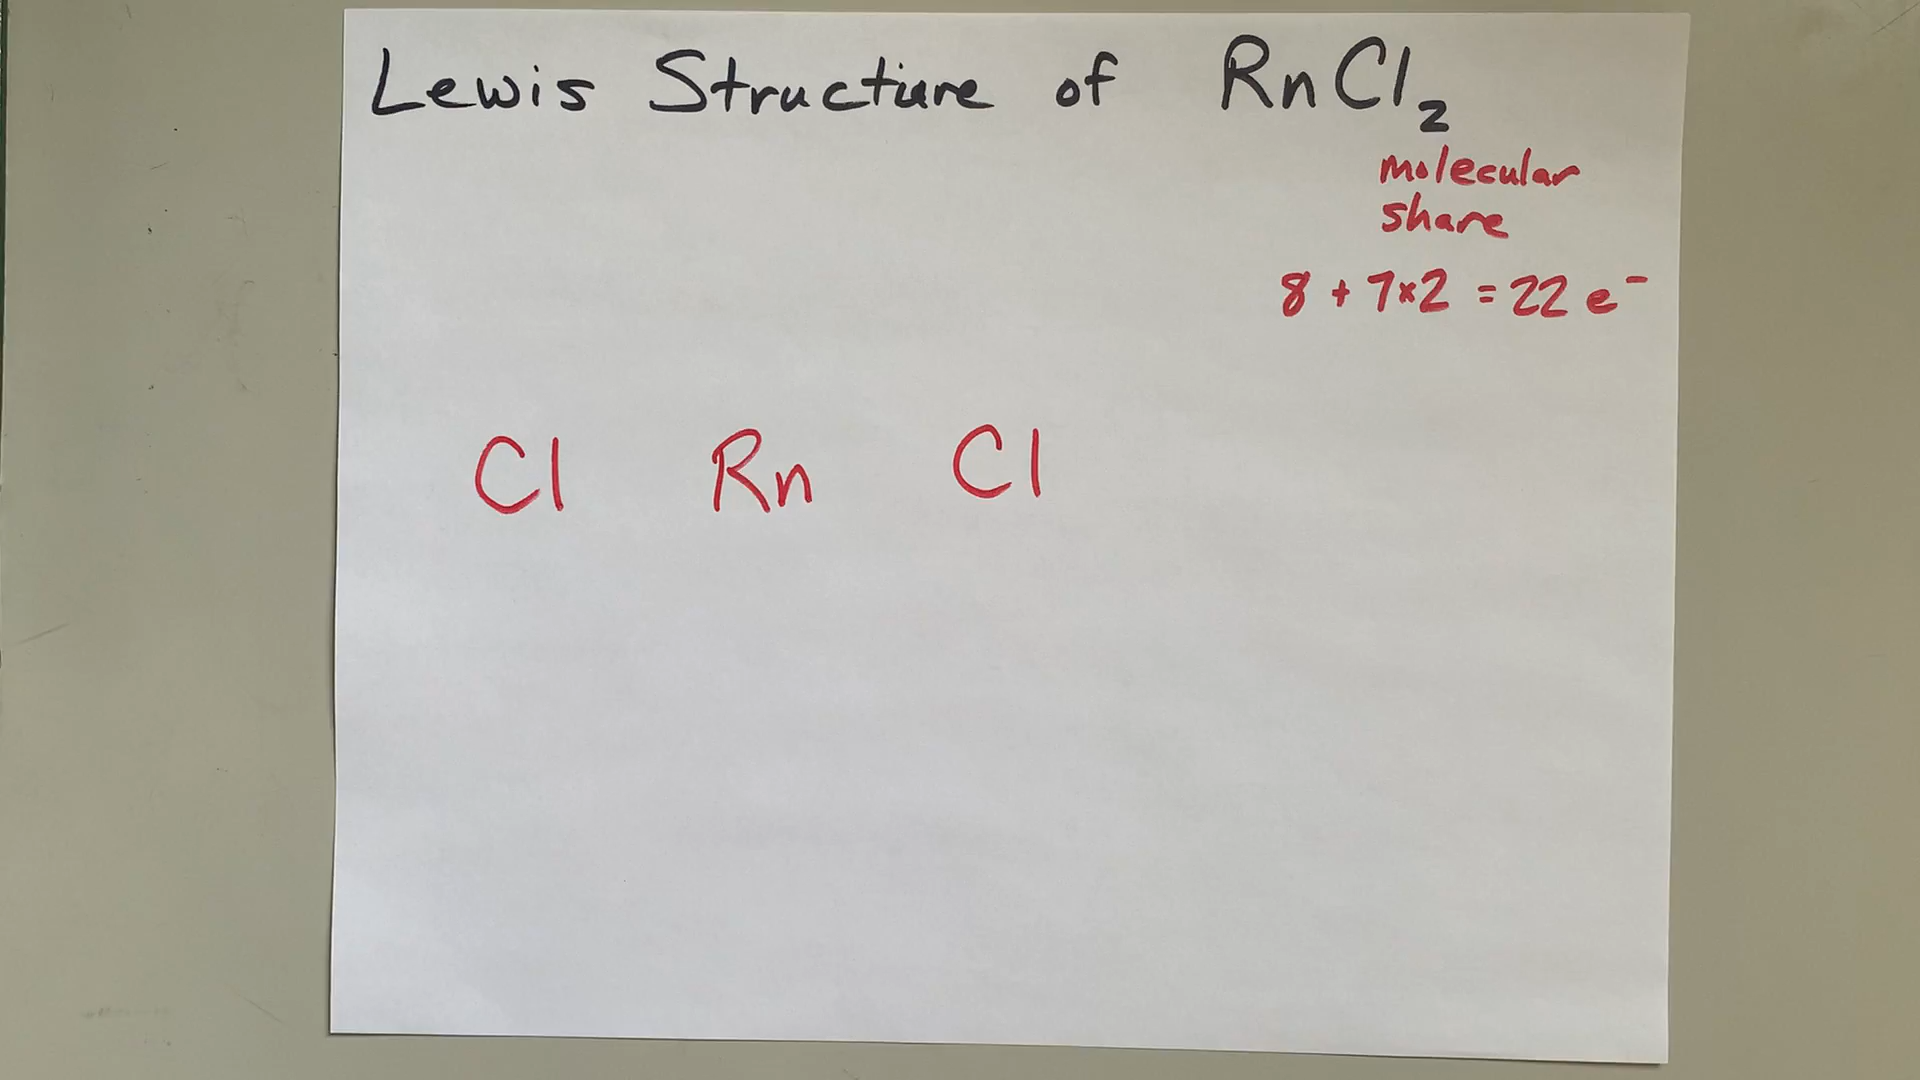 Lewis Structure of RnCl₂
molecular
share
8 + 7×2 = 22 e⁻
Cl Rn Cl